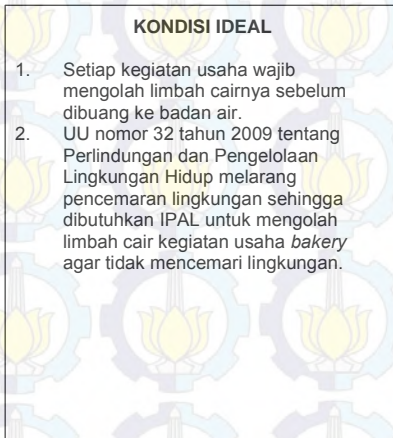 KONDISI IDEAL
1. Setiap kegiatan usaha wajib
mengolah limbah cairnya sebelum
dibuang ke badan air.
2. UU nomor 32 tahun 2009 tentang
Perlindungan dan Pengelolaan
Lingkungan Hidup melarang
pencemaran lingkungan sehingga
dibutuhkan IPAL untuk mengolah
limbah cair kegiatan usaha bakery
agar tidak mencemari lingkungan.